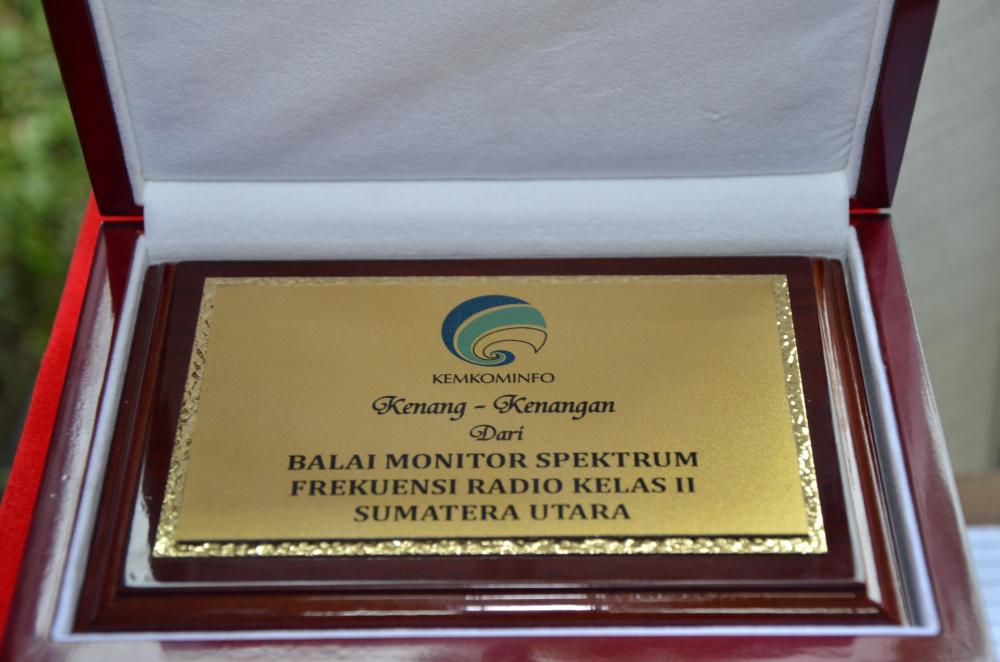 KEMKOMINFO
Kenang - Kenangan
Dari
BALAI MONITOR SPEKTRUM
FREKUENSI RADIO KELAS II
SUMATERA UTARA